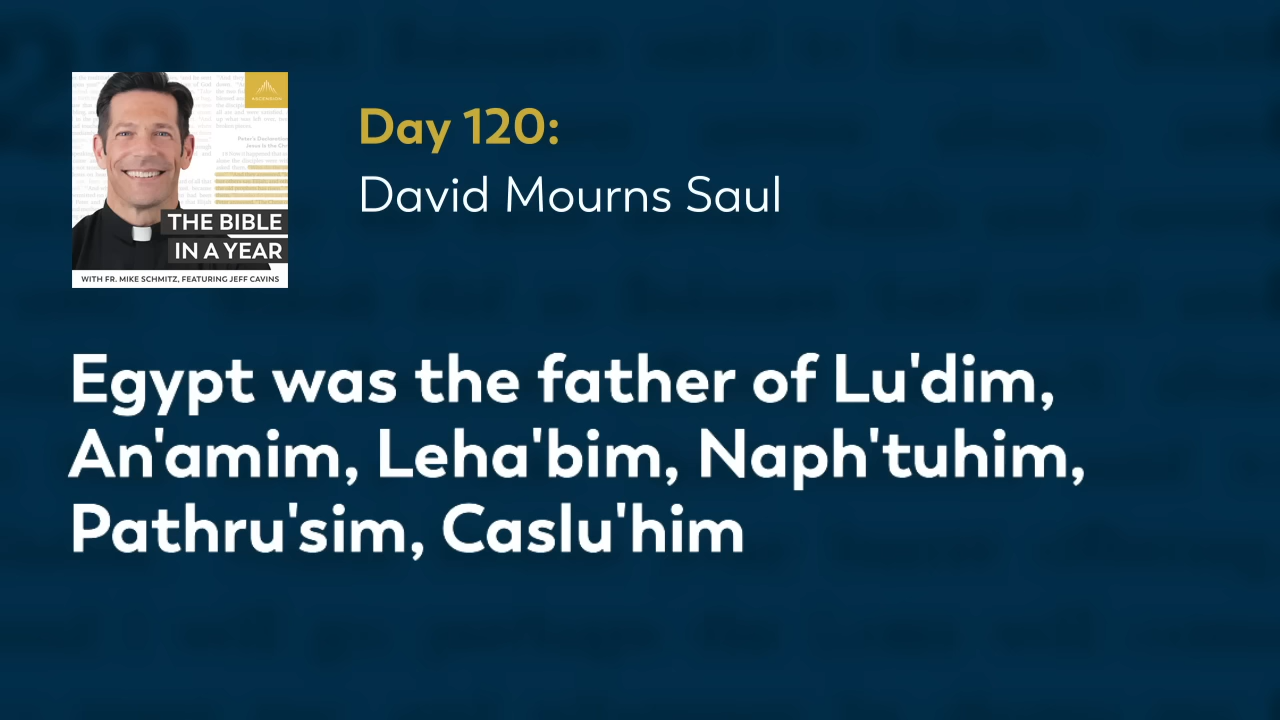 ASCENSION
THE BIBLE
IN A YEAR
WITH FR. MIKE SCHMITZ, FEATURING JEFF CAVINS
Day 120:
David Mourns Saul
Egypt was the father of Lu'dim,
An'amim, Leha'bim, Naph'tuhim,
Pathru'sim, Caslu'him